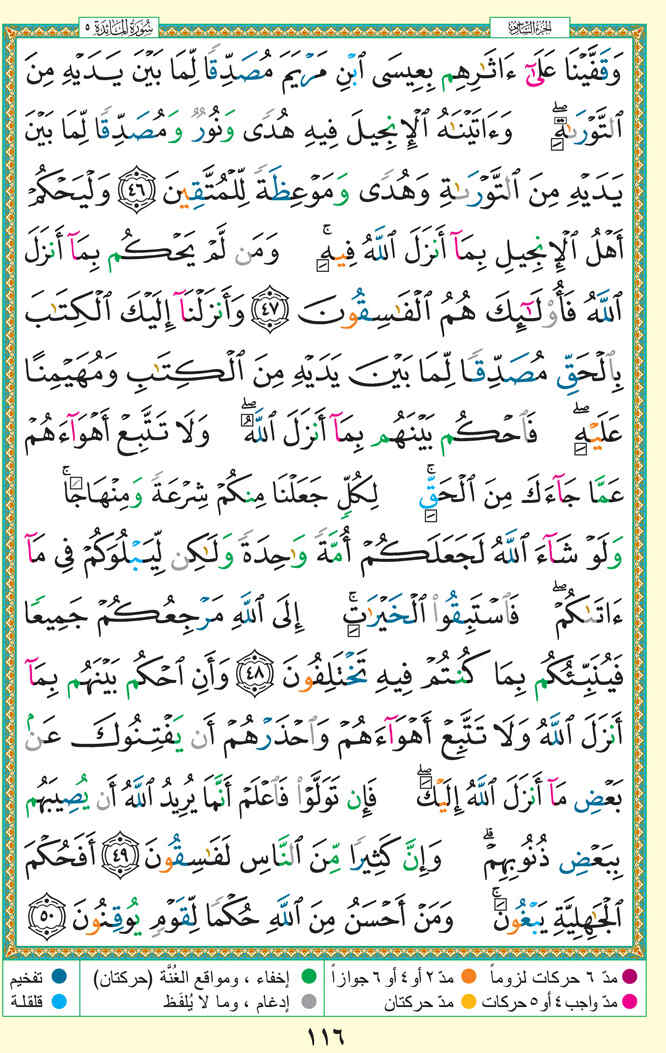 الجزء السادس
سُورَةُ المَائدَة ٥
وَقَفَّيْنَا عَلَىٰٓ ءَاثَٰرِهِم بِعِيسَى ٱبْنِ مَرْيَمَ مُصَدِّقًا لِّمَا بَيْنَ يَدَيْهِ مِنَ
ٱلتَّوْرَىٰةِۖ وَءَاتَيْنَٰهُ ٱلْإِنجِيلَ فِيهِ هُدًى وَنُورٌ وَمُصَدِّقًا لِّمَا بَيْنَ
يَدَيْهِ مِنَ ٱلتَّوْرَىٰةِ وَهُدًى وَمَوْعِظَةً لِّلْمُتَّقِينَ ٤٦ وَلْيَحْكُمْ
أَهْلُ ٱلْإِنجِيلِ بِمَآ أَنزَلَ ٱللَّهُ فِيهِۚ وَمَن لَّمْ يَحْكُم بِمَآ أَنزَلَ
ٱللَّهُ فَأُو۟لَٰٓئِكَ هُمُ ٱلْفَٰسِقُونَ ٤٧ وَأَنزَلْنَآ إِلَيْكَ ٱلْكِتَٰبَ
بِٱلْحَقِّ مُصَدِّقًا لِّمَا بَيْنَ يَدَيْهِ مِنَ ٱلْكِتَٰبِ وَمُهَيْمِنًا
عَلَيْهِۖ فَٱحْكُم بَيْنَهُم بِمَآ أَنزَلَ ٱللَّهُۖ وَلَا تَتَّبِعْ أَهْوَآءَهُمْ
عَمَّا جَآءَكَ مِنَ ٱلْحَقِّۚ لِكُلٍّ جَعَلْنَا مِنكُمْ شِرْعَةً وَمِنْهَاجًاۚ
وَلَوْ شَآءَ ٱللَّهُ لَجَعَلَكُمْ أُمَّةً وَٰحِدَةً وَلَٰكِن لِّيَبْلُوَكُمْ فِى مَآ
ءَاتَىٰكُمْۖ فَٱسْتَبِقُوا۟ ٱلْخَيْرَٰتِۚ إِلَى ٱللَّهِ مَرْجِعُكُمْ جَمِيعًا
فَيُنَبِّئُكُم بِمَا كُنتُمْ فِيهِ تَخْتَلِفُونَ ٤٨ وَأَنِ ٱحْكُم بَيْنَهُم بِمَآ
أَنزَلَ ٱللَّهُ وَلَا تَتَّبِعْ أَهْوَآءَهُمْ وَٱحْذَرْهُمْ أَن يَفْتِنُوكَ عَنۢ
بَعْضِ مَآ أَنزَلَ ٱللَّهُ إِلَيْكَۖ فَإِن تَوَلَّوْا۟ فَٱعْلَمْ أَنَّمَا يُرِيدُ ٱللَّهُ أَن يُصِيبَهُم
بِبَعْضِ ذُنُوبِهِمْۗ وَإِنَّ كَثِيرًا مِّنَ ٱلنَّاسِ لَفَٰسِقُونَ ٤٩ أَفَحُكْمَ
ٱلْجَٰهِلِيَّةِ يَبْغُونَۚ وَمَنْ أَحْسَنُ مِنَ ٱللَّهِ حُكْمًا لِّقَوْمٍ يُوقِنُونَ ٥٠
مدّ ٦ حركات لزوماً مدّ ٢ أو ٤ أو ٦ جوازاً إخفاء ، ومواقع الغُنَّة (حركتان) تفخيم
مدّ واجب ٤ أو ٥ حركات مدّ حركتان إدغام ، وما لا يُلفَظ قلقلة
١١٦